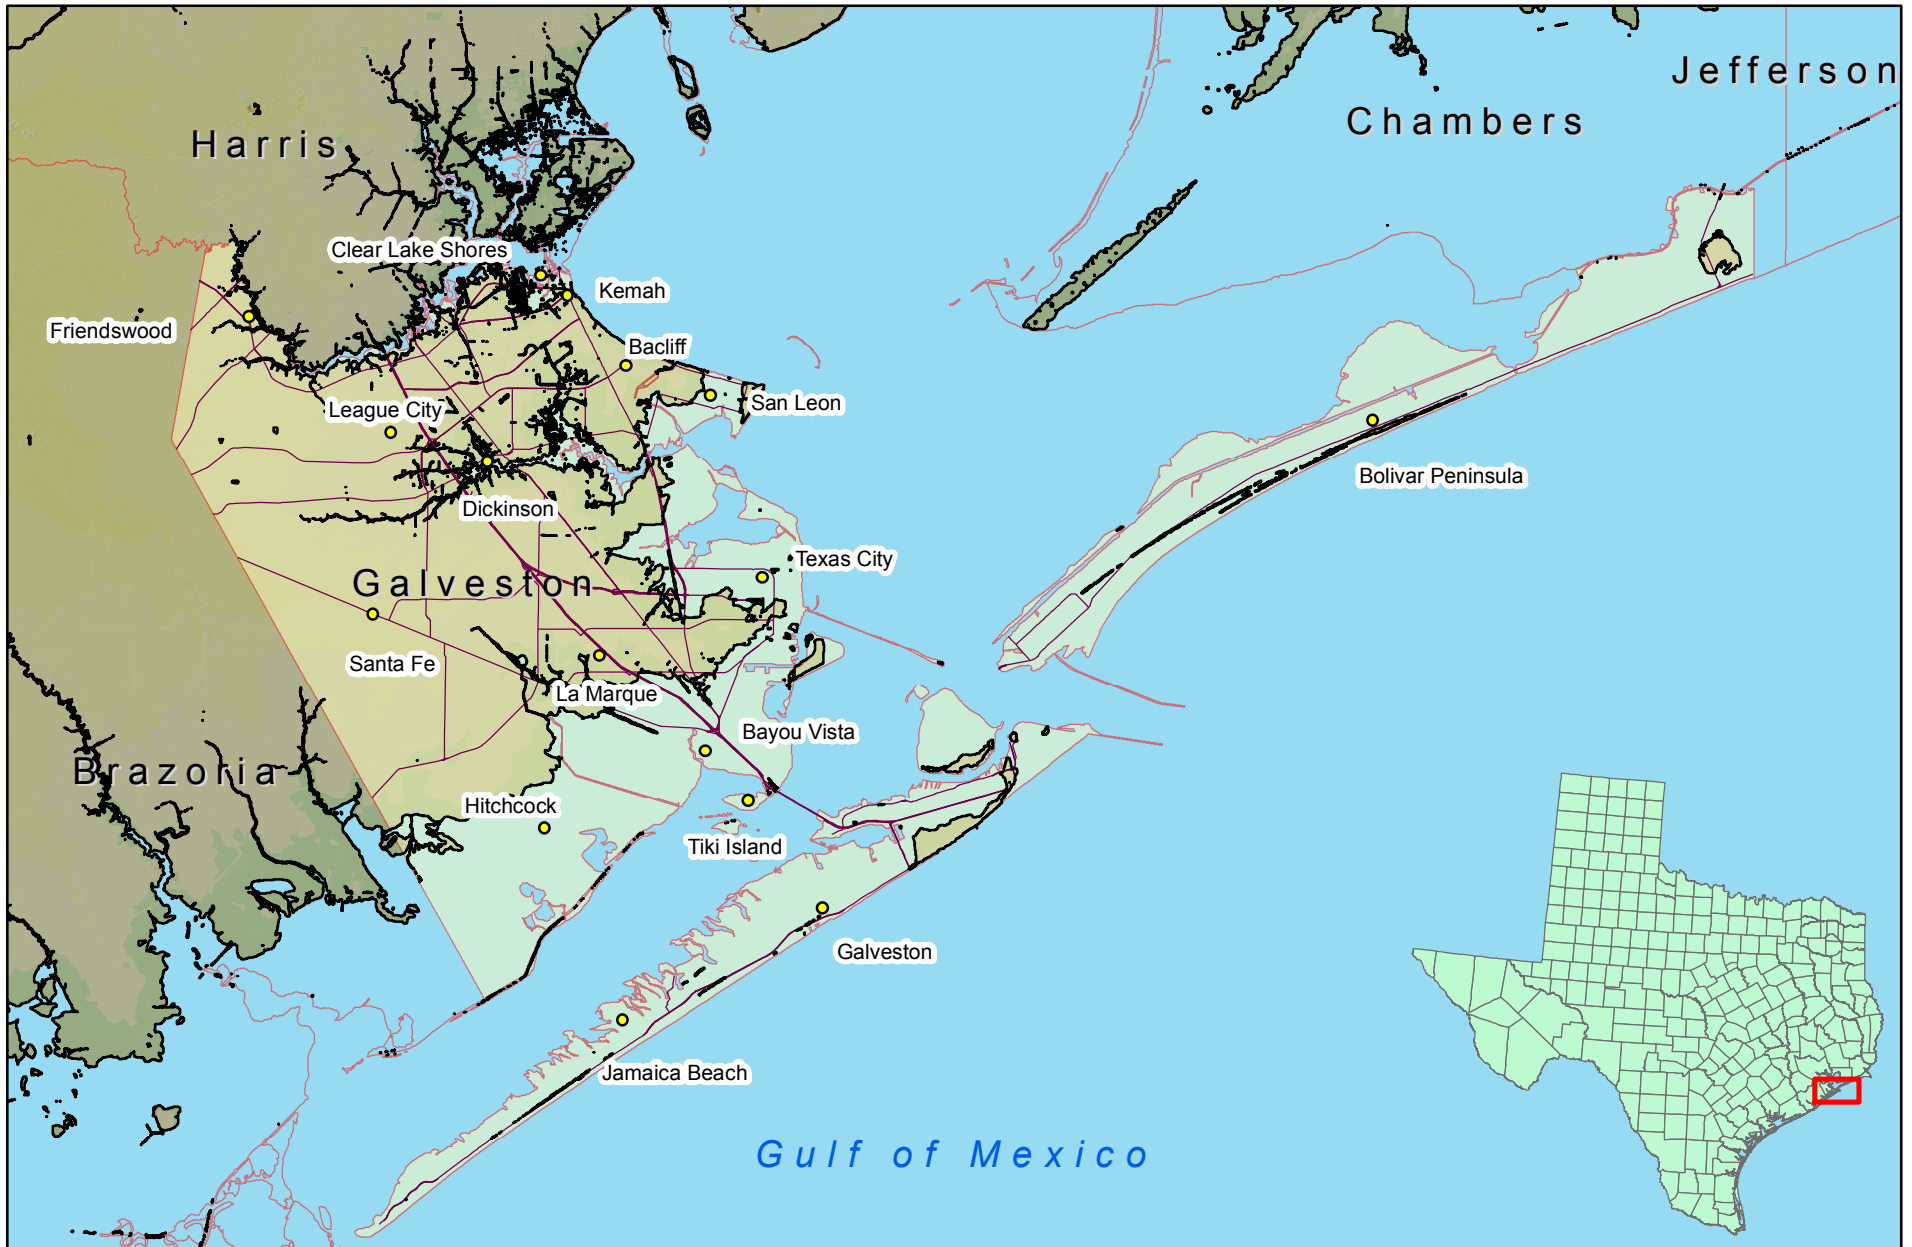 Jefferson
Chambers
Harris
Clear Lake Shores
Kemah
Friendswood
Bacliff
San Leon
League City
Bolivar Peninsula
Dickinson
Texas City
Galveston
Santa Fe
La Marque
Bayou Vista
Brazoria
Hitchcock
Tiki Island
Galveston
Jamaica Beach
Gulf of Mexico